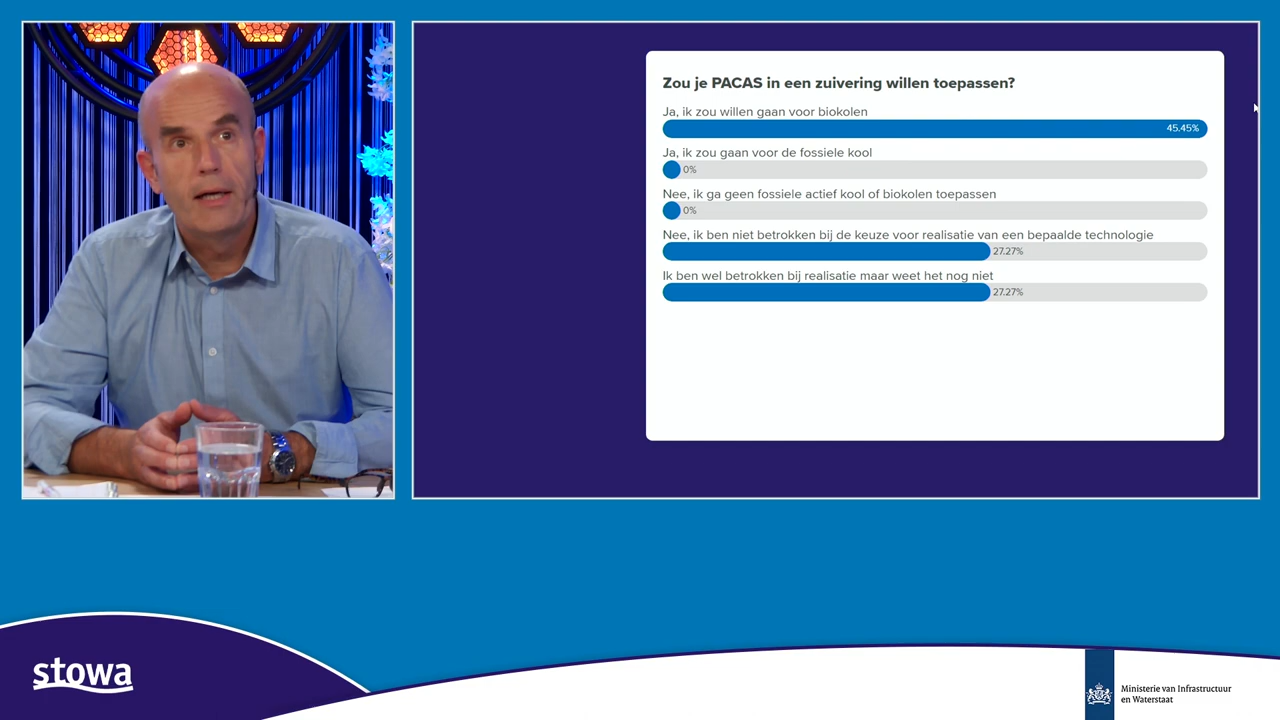 Zou je PACAS in een zuivering willen toepassen?
Ja, ik zou willen gaan voor biokolen
45.45%
Ja, ik zou gaan voor de fossiele kool
0%
Nee, ik ga geen fossiele actief kool of biokolen toepassen
0%
Nee, ik ben niet betrokken bij de keuze voor realisatie van een bepaalde technologie
27.27%
Ik ben wel betrokken bij realisatie maar weet het nog niet
27.27%
stowa
Ministerie van Infrastructuur
en Waterstaat